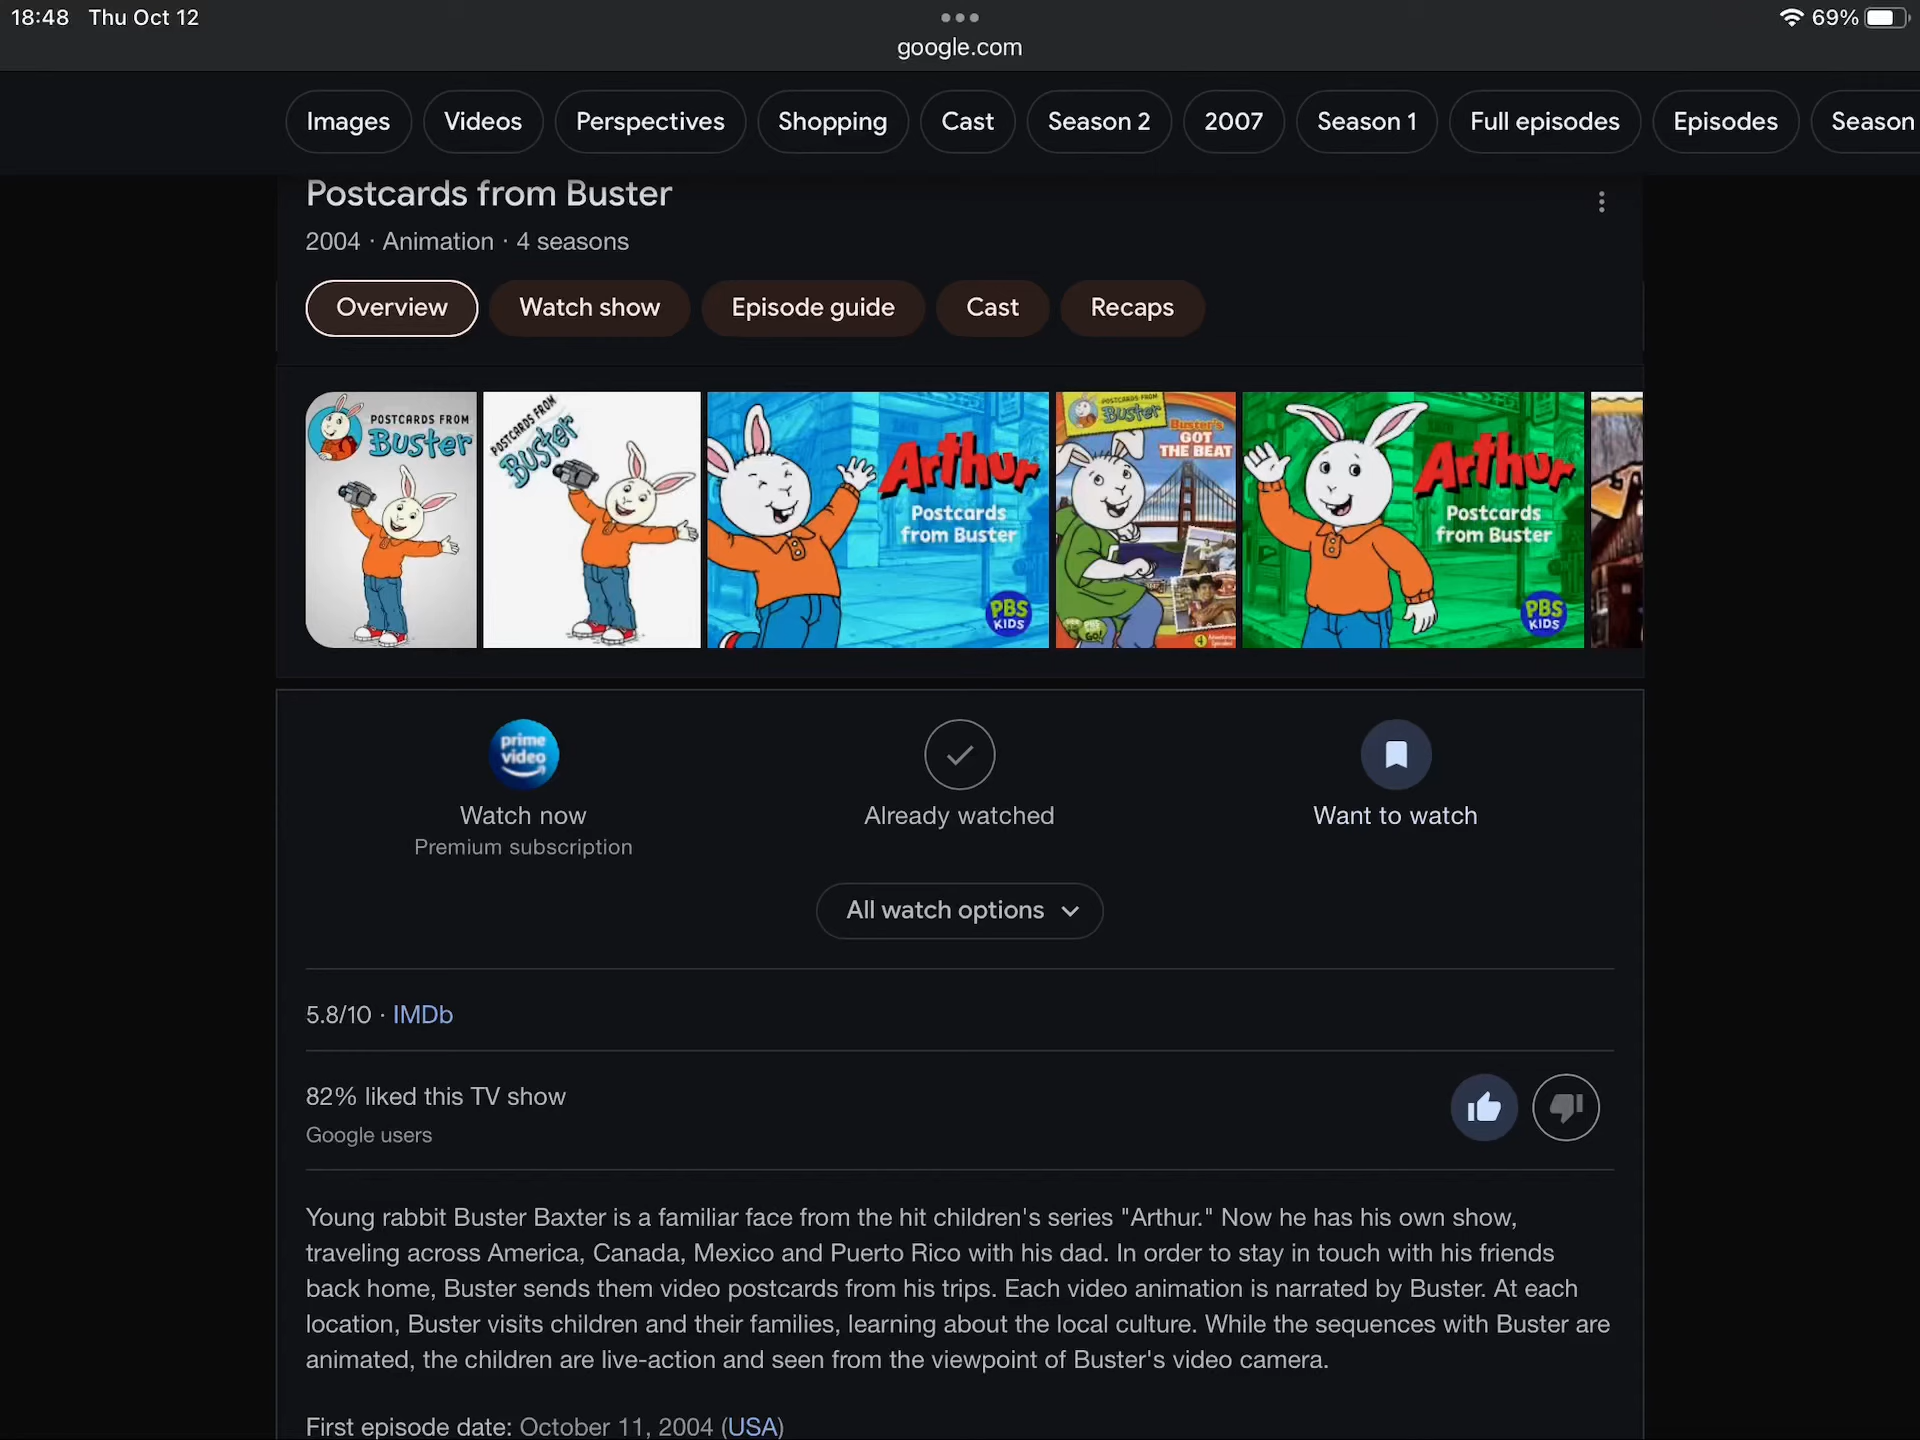 18:48 Thu Oct 12
69%
google.com
Images Videos Perspectives Shopping Cast Season 2 2007 Season 1 Full episodes Episodes Season
Postcards from Buster
2004 · Animation · 4 seasons
Overview Watch show Episode guide Cast Recaps
POSTCARDS FROM
Buster
POSTCARDS FROM
BUSTER
Arthur
Postcards
from Buster
PBS
KIDS
POSTCARDS FROM
Buster
Buster's
GOT
THE BEAT
Arthur
Postcards
from Buster
PBS
KIDS
prime
video
Watch now
Premium subscription
Already watched
Want to watch
All watch options
5.8/10 · IMDb
82% liked this TV show
Google users
Young rabbit Buster Baxter is a familiar face from the hit children's series "Arthur." Now he has his own show,
traveling across America, Canada, Mexico and Puerto Rico with his dad. In order to stay in touch with his friends
back home, Buster sends them video postcards from his trips. Each video animation is narrated by Buster. At each
location, Buster visits children and their families, learning about the local culture. While the sequences with Buster are
animated, the children are live-action and seen from the viewpoint of Buster's video camera.
First episode date: October 11, 2004 (USA)